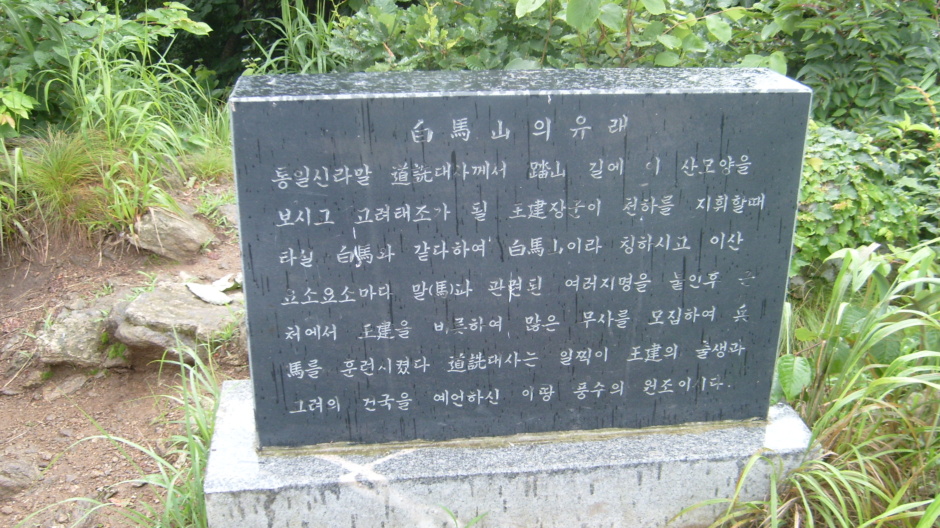 白馬山의유래
통일신라말 道詵대사께서 踏山 길에 이 산모양을
보시고 고려태조가 될 王建장군이 천하를 지휘할때
타실 白馬와 같다하여 白馬山이라 칭하시고 이산
요소요소마다 말(馬)과 관련된 여러지명을 붙인후 근
처에서 王建을 비롯하여 많은 무사를 모집하여 兵
馬를 훈련시켰다 道詵대사는 일찍이 王建의 출생과
고려의 건국을 예언하신 이땅 풍수의 원조이시다.